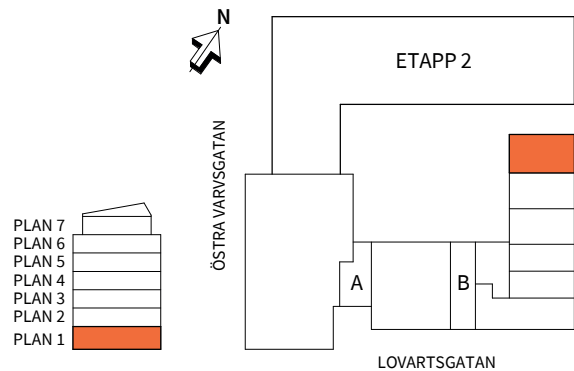 N
ETAPP 2
ÖSTRA VARVSGATAN
PLAN 7
PLAN 6
PLAN 5
PLAN 4
PLAN 3
PLAN 2
PLAN 1
A
B
LOVARTSGATAN